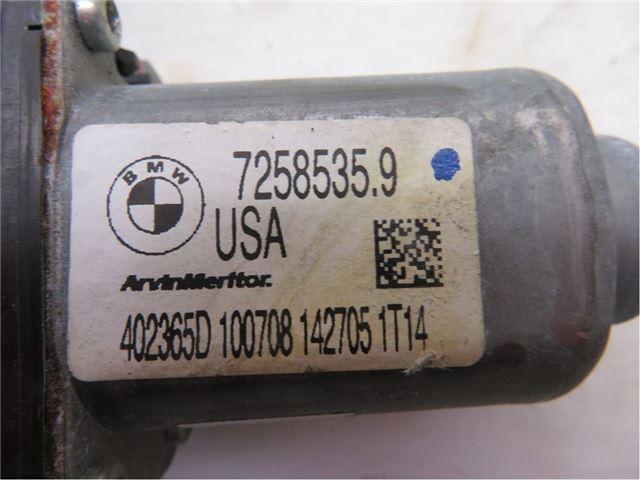 BMW
7258535.9
USA
ArvinMeritor.
402365D 100708 142705 1T14